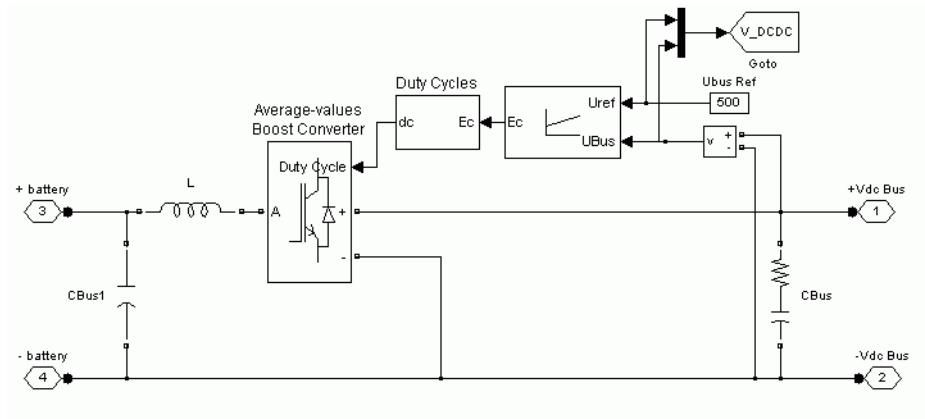 V_DCDC
Goto
Ubus Ref
500
Duty Cycles
Average-values
Boost Converter
Uref
UBus
Ec
Ec
dc
v
+
-
Duty Cycle
A
+
-
L
+ battery
3
+Vdc Bus
1
CBus1
CBus
- battery
4
-Vdc Bus
2